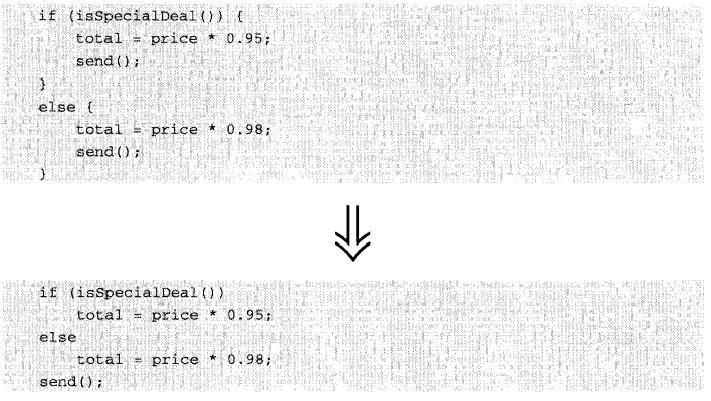 if (isSpecialDeal()) {
    total = price * 0.95;
    send();
}
else {
    total = price * 0.98;
    send();
}
if (isSpecialDeal())
    total = price * 0.95;
else
    total = price * 0.98;
send();